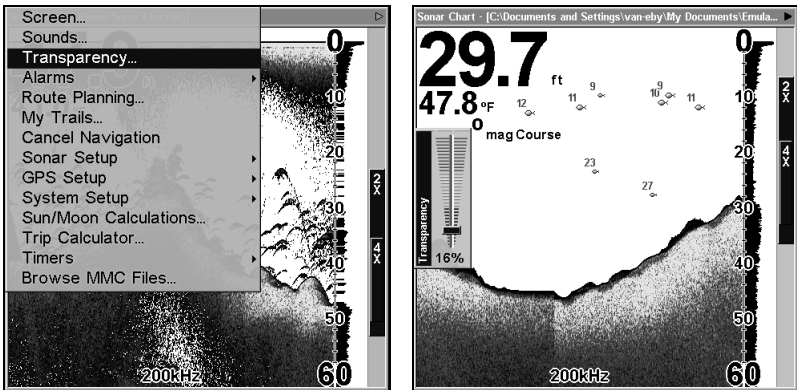 Screen...
Sounds...
Transparency...
Alarms
Route Planning...
My Trails...
Cancel Navigation
Sonar Setup
GPS Setup
System Setup
Sun/Moon Calculations...
Trip Calculator...
Timers
Browse MMC Files...
0
10
20
30
40
50
60
2X
4X
200kHz
Sonar Chart - [C:\Documents and Settings\van-eby\My Documents\Emula...
29.7 ft
47.8 °F
0
mag Course
Transparency
16%
12
11
9
9
10
11
23
27
0
10
20
30
40
50
60
2X
4X
200kHz